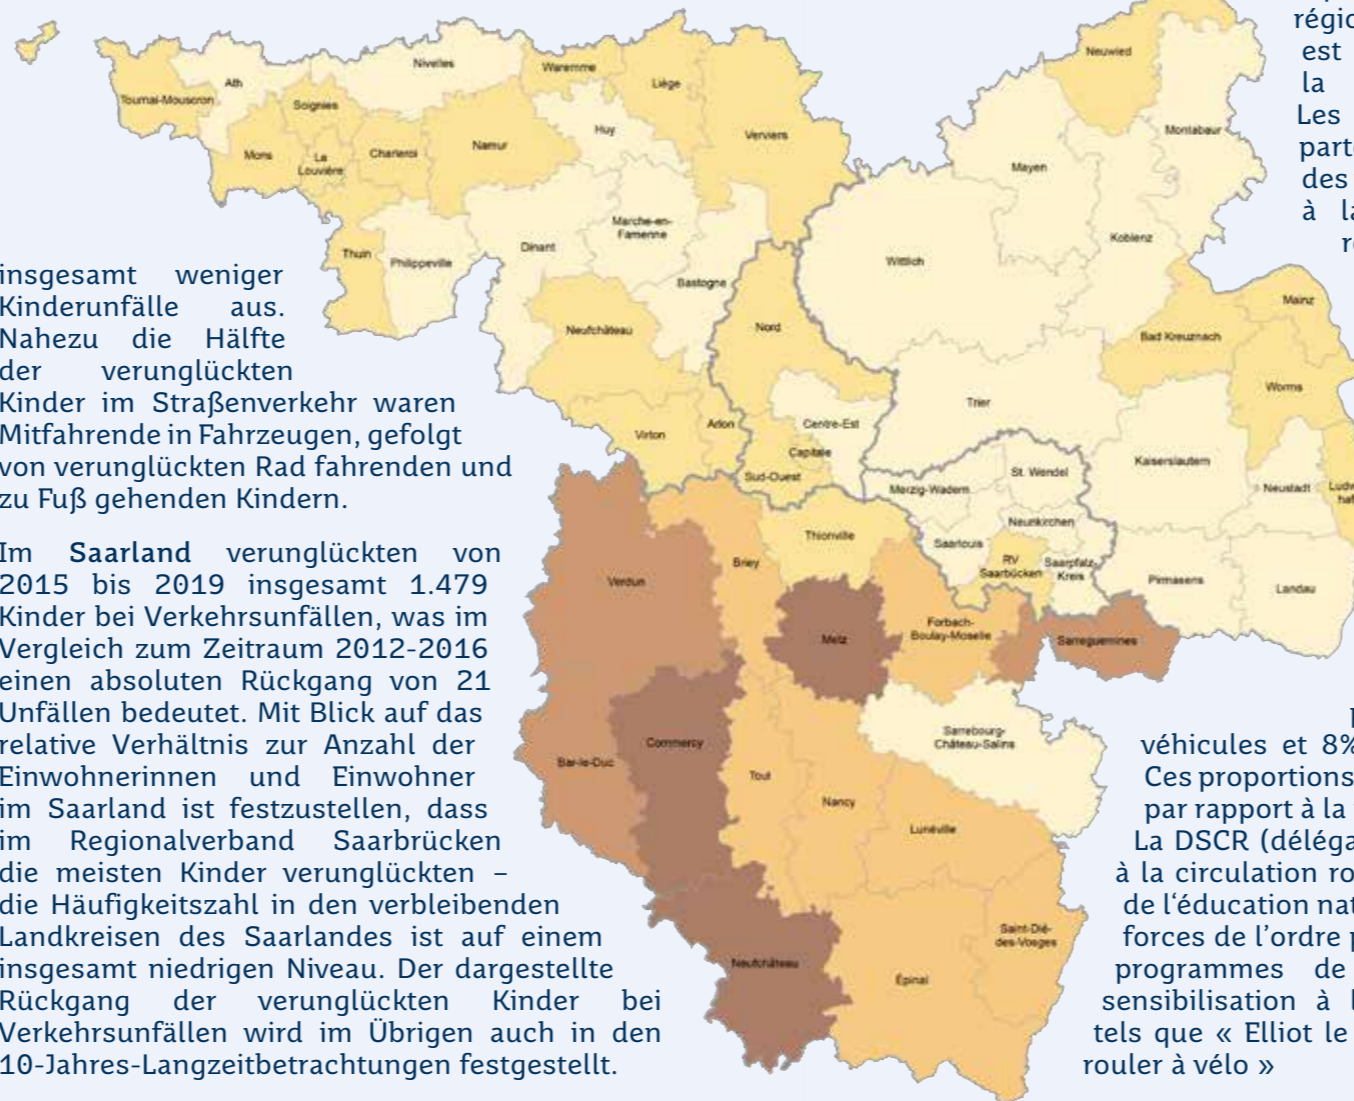 insgesamt weniger
Kinderunfälle aus.
Nahezu die Hälfte
der verunglückten
Kinder im Straßenverkehr waren
Mitfahrende in Fahrzeugen, gefolgt
von verunglückten Rad fahrenden und
zu Fuß gehenden Kindern.
Im Saarland verunglückten von
2015 bis 2019 insgesamt 1.479
Kinder bei Verkehrsunfällen, was im
Vergleich zum Zeitraum 2012-2016
einen absoluten Rückgang von 21
Unfällen bedeutet. Mit Blick auf das
relative Verhältnis zur Anzahl der
Einwohnerinnen und Einwohner
im Saarland ist festzustellen, dass
im Regionalverband Saarbrücken
die meisten Kinder verunglückten –
die Häufigkeitszahl in den verbleibenden
Landkreisen des Saarlandes ist auf einem
insgesamt niedrigen Niveau. Der dargestellte
Rückgang der verunglückten Kinder bei
Verkehrsunfällen wird im Übrigen auch in den
10-Jahres-Langzeitbetrachtungen festgestellt.
Tournai-Mouscron
Ath
Nivelles
Waremme
Liège
Soignies
Mons
La
Louvière
Charleroi
Namur
Huy
Verviers
Thuin
Philippeville
Dinant
Marche-en-
Famenne
Bastogne
Neufchâteau
Virton
Arlon
Nord
Centre-Est
Capitale
Sud-Ouest
Neuwied
Montabaur
Mayen
Koblenz
Wittlich
Mainz
Bad Kreuznach
Worms
Trier
Kaiserslautern
Neustadt
Ludw
haf
Pirmasens
Landau
Merzig-Wadern
St. Wendel
Neunkirchen
Saarlouis
RV
Saarbücken
Saarpfalz-
Kreis
Verdun
Briey
Thionville
Metz
Forbach-
Boulay-Moselle
Sarreguemines
Commercy
Bar-le-Duc
Toul
Nancy
Sarrebourg-
Château-Salins
Lunéville
Neufchâteau
Épinal
Saint-Dié-
des-Vosges
régio
est
la
Les
part
des
à la
véhicules et 8%
Ces proportions
par rapport à la
La DSCR (déléga
à la circulation ro
de l‘éducation nat
forces de l’ordre p
programmes de
sensibilisation à l
tels que « Elliot le
rouler à vélo »